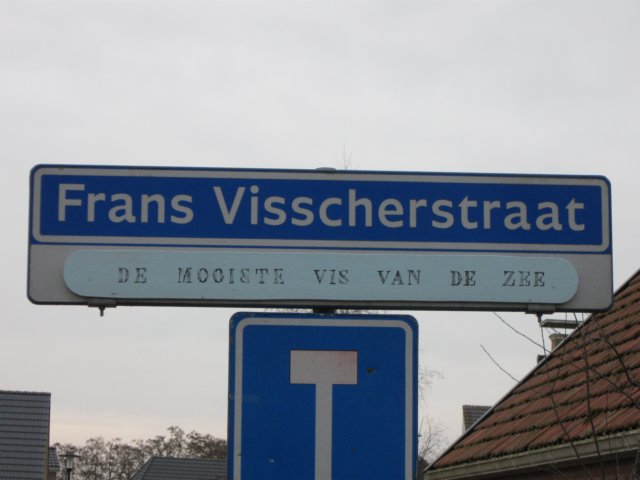 Frans Visscherstraat
DE MOOISTE VIS VAN DE ZEE